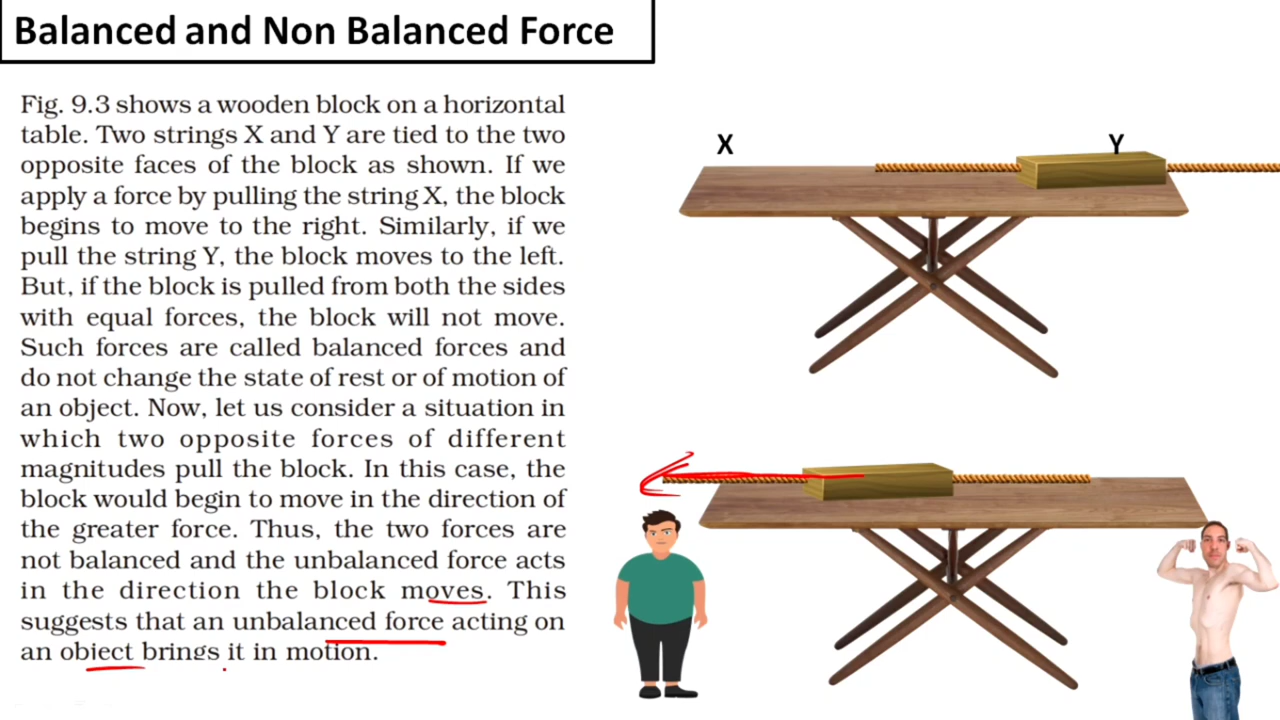 Balanced and Non Balanced Force
Fig. 9.3 shows a wooden block on a horizontal
table. Two strings X and Y are tied to the two
opposite faces of the block as shown. If we
apply a force by pulling the string X, the block
begins to move to the right. Similarly, if we
pull the string Y, the block moves to the left.
But, if the block is pulled from both the sides
with equal forces, the block will not move.
Such forces are called balanced forces and
do not change the state of rest or of motion of
an object. Now, let us consider a situation in
which two opposite forces of different
magnitudes pull the block. In this case, the
block would begin to move in the direction of
the greater force. Thus, the two forces are
not balanced and the unbalanced force acts
in the direction the block moves. This
suggests that an unbalanced force acting on
an object brings it in motion.
X
Y